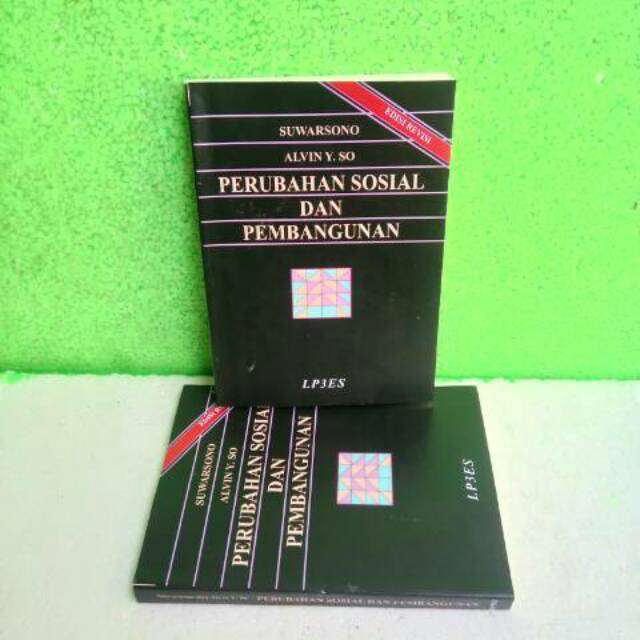 EDISI REVISI
SUWARSONO
ALVIN Y. SO
PERUBAHAN SOSIAL
DAN
PEMBANGUNAN
LP3ES
SUWARSONO
ALVIN Y. SO
PERUBAHAN SOSIA
DAN
PEMBANGUNAN
LP3ES
PERUBAHAN SOSIAL DAN PEMBANGUNAN